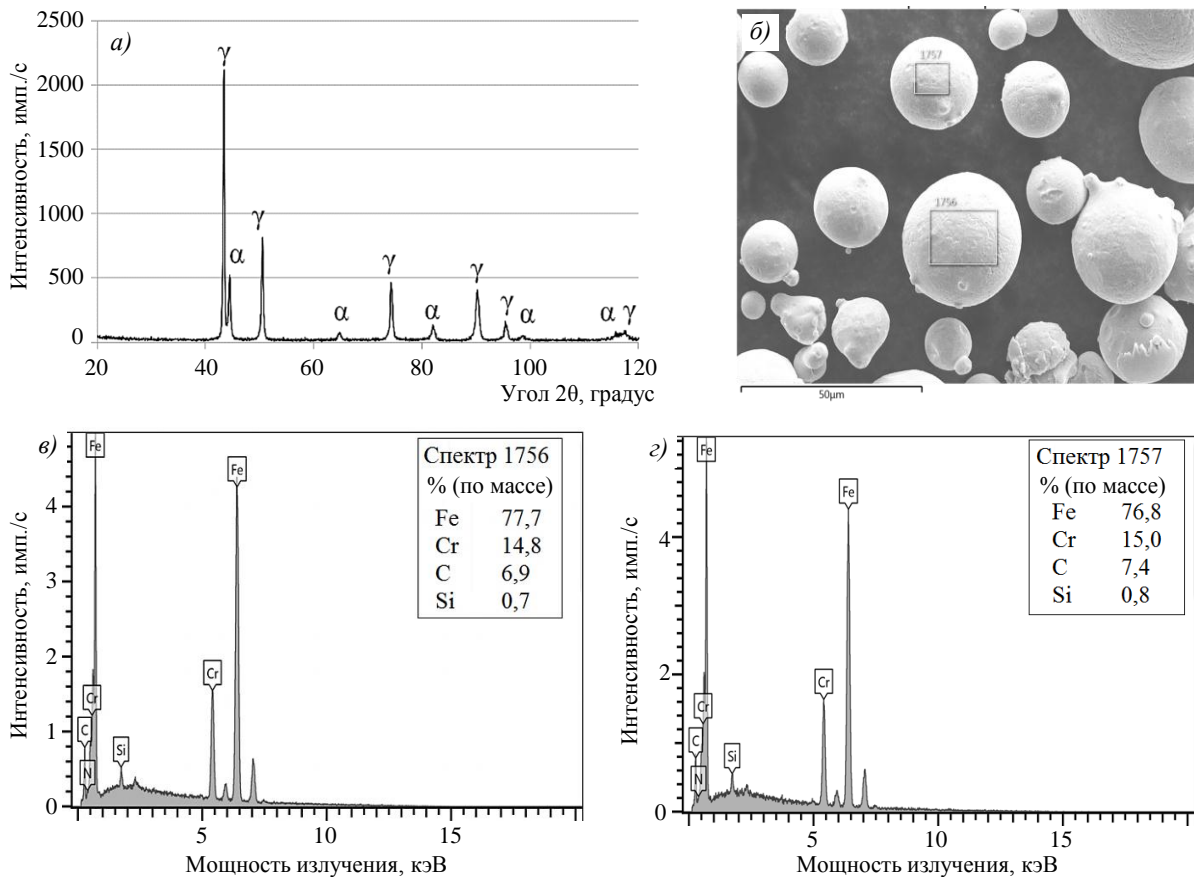 а)
Интенсивность, имп./с
2500
2000
1500
1000
500
0
γ
α
γ
α
γ
α
γ
γ
α
α
γ
20
40
60
80
100
120
Угол 2θ, градус
б)
1757
1756
50μm
в)
Интенсивность, имп./с
4
3
2
1
0
Fe
Cr
C
N
Si
Cr
Fe
Спектр 1756
% (по массе)
Fe 77,7
Cr 14,8
C 6,9
Si 0,7
5
10
15
Мощность излучения, кэВ
г)
Интенсивность, имп./с
4
2
0
Fe
Cr
C
N
Si
Cr
Fe
Спектр 1757
% (по массе)
Fe 76,8
Cr 15,0
C 7,4
Si 0,8
5
10
15
Мощность излучения, кэВ